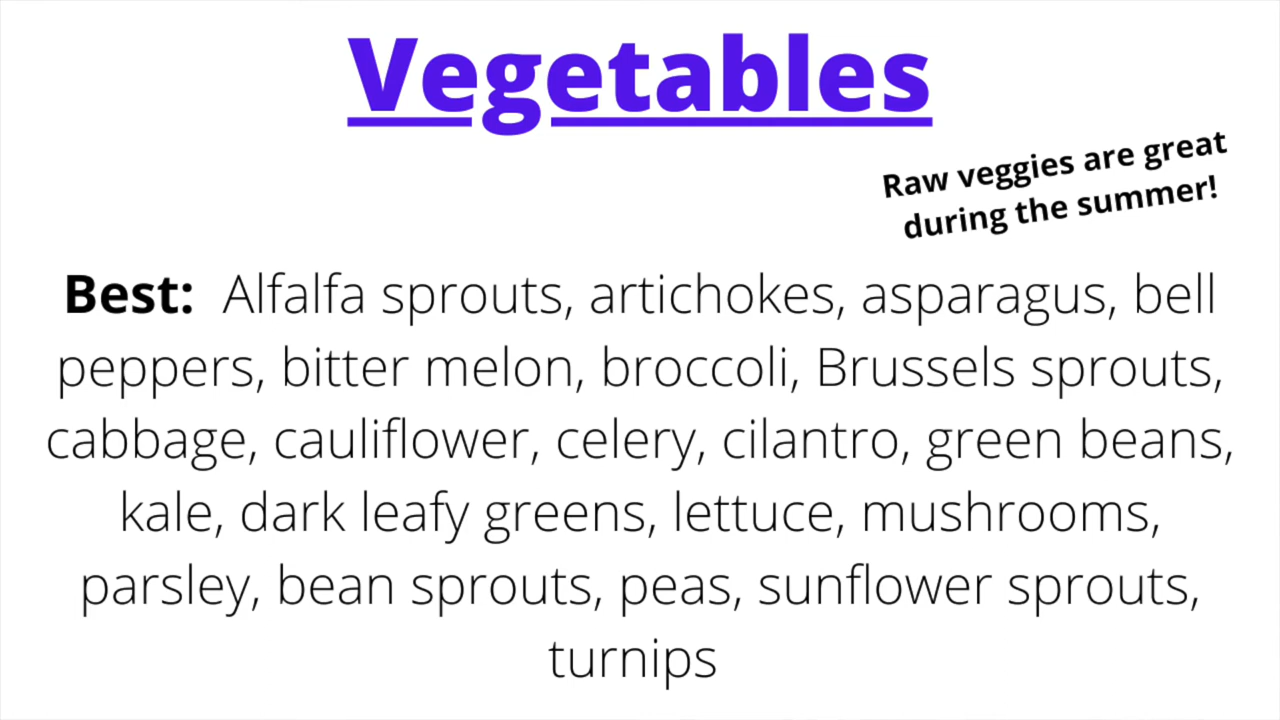 Vegetables
Raw veggies are great
during the summer!
Best: Alfalfa sprouts, artichokes, asparagus, bell
peppers, bitter melon, broccoli, Brussels sprouts,
cabbage, cauliflower, celery, cilantro, green beans,
kale, dark leafy greens, lettuce, mushrooms,
parsley, bean sprouts, peas, sunflower sprouts,
turnips